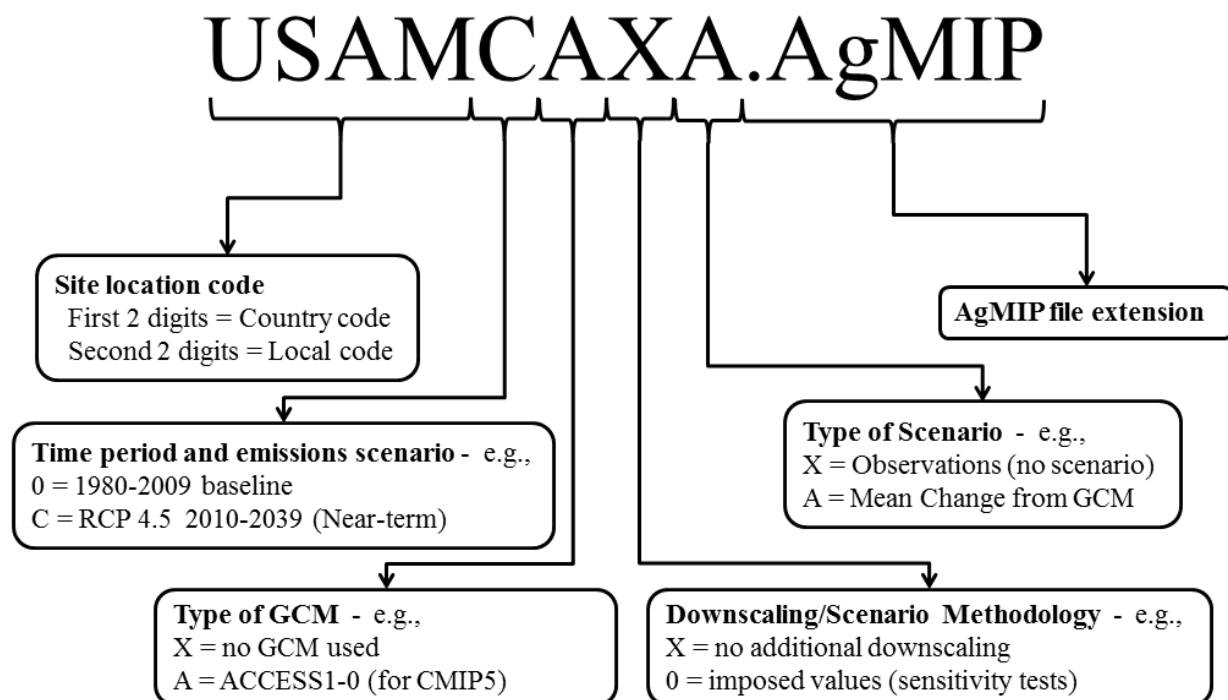 USAMCAXA.AgMIP
Site location code
First 2 digits = Country code
Second 2 digits = Local code
AgMIP file extension
Time period and emissions scenario - e.g.,
0 = 1980-2009 baseline
C = RCP 4.5 2010-2039 (Near-term)
Type of Scenario - e.g.,
X = Observations (no scenario)
A = Mean Change from GCM
Type of GCM - e.g.,
X = no GCM used
A = ACCESS1-0 (for CMIP5)
Downscaling/Scenario Methodology - e.g.,
X = no additional downscaling
0 = imposed values (sensitivity tests)